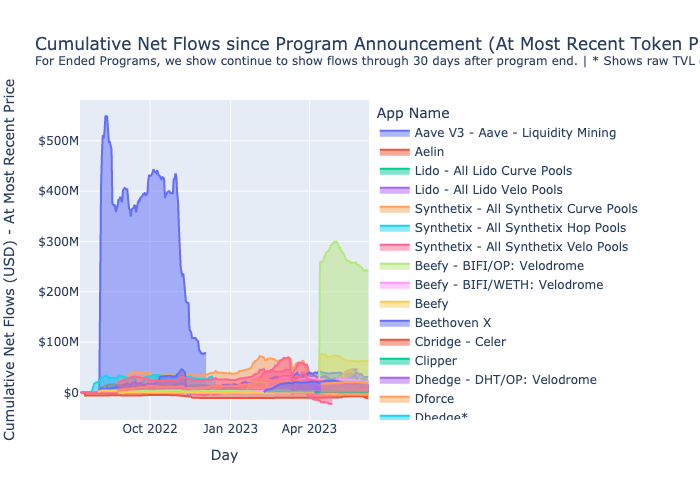 Cumulative Net Flows since Program Announcement (At Most Recent Token P
For Ended Programs, we show continue to show flows through 30 days after program end. | * Shows raw TVL
Cumulative Net Flows (USD) - At Most Recent Price
$500M
$400M
$300M
$200M
$100M
$0
Oct 2022
Jan 2023
Apr 2023
Day
App Name
Aave V3 - Aave - Liquidity Mining
Aelin
Lido - All Lido Curve Pools
Lido - All Lido Velo Pools
Synthetix - All Synthetix Curve Pools
Synthetix - All Synthetix Hop Pools
Synthetix - All Synthetix Velo Pools
Beefy - BIFI/OP: Velodrome
Beefy - BIFI/WETH: Velodrome
Beefy
Beethoven X
Cbridge - Celer
Clipper
Dhedge - DHT/OP: Velodrome
Dforce
Dhedge*